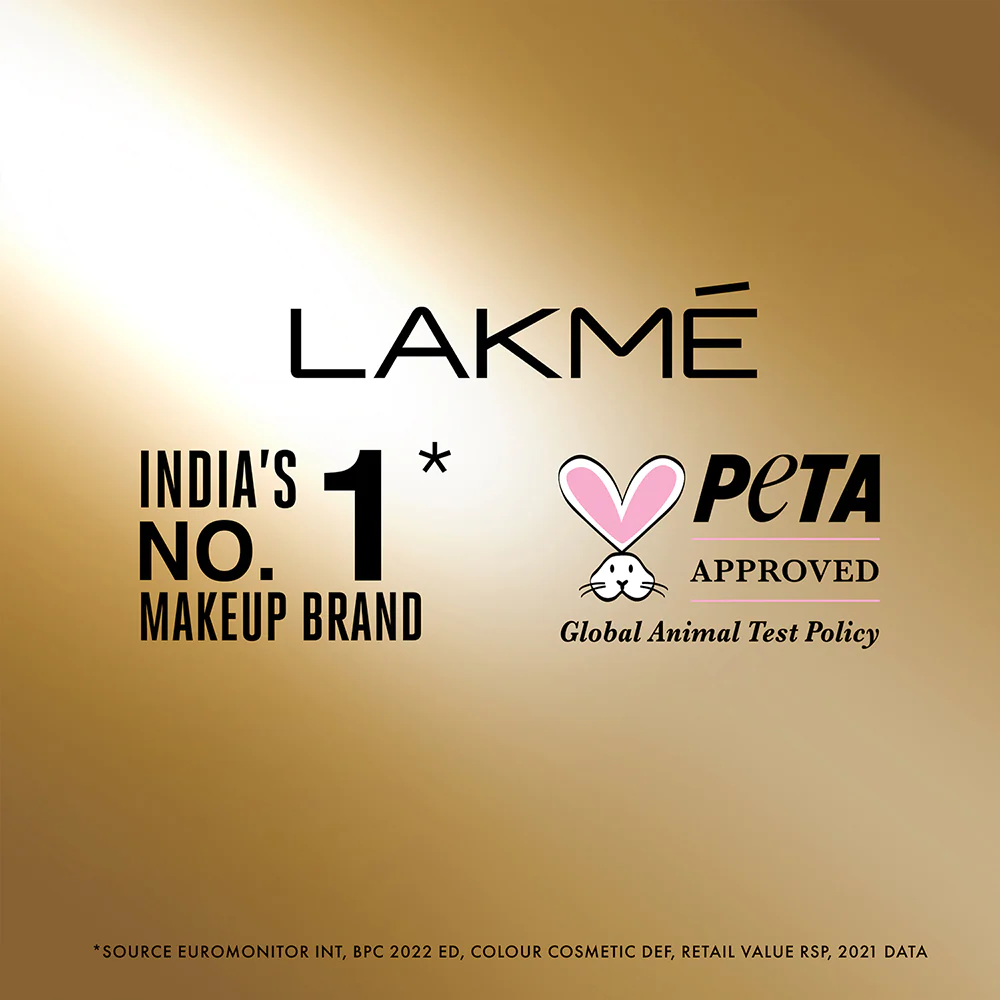 LAKMÉ
INDIA'S
NO. 1*
MAKEUP BRAND
PeTA
APPROVED
Global Animal Test Policy
*SOURCE EUROMONITOR INT, BPC 2022 ED, COLOUR COSMETIC DEF, RETAIL VALUE RSP, 2021 DATA